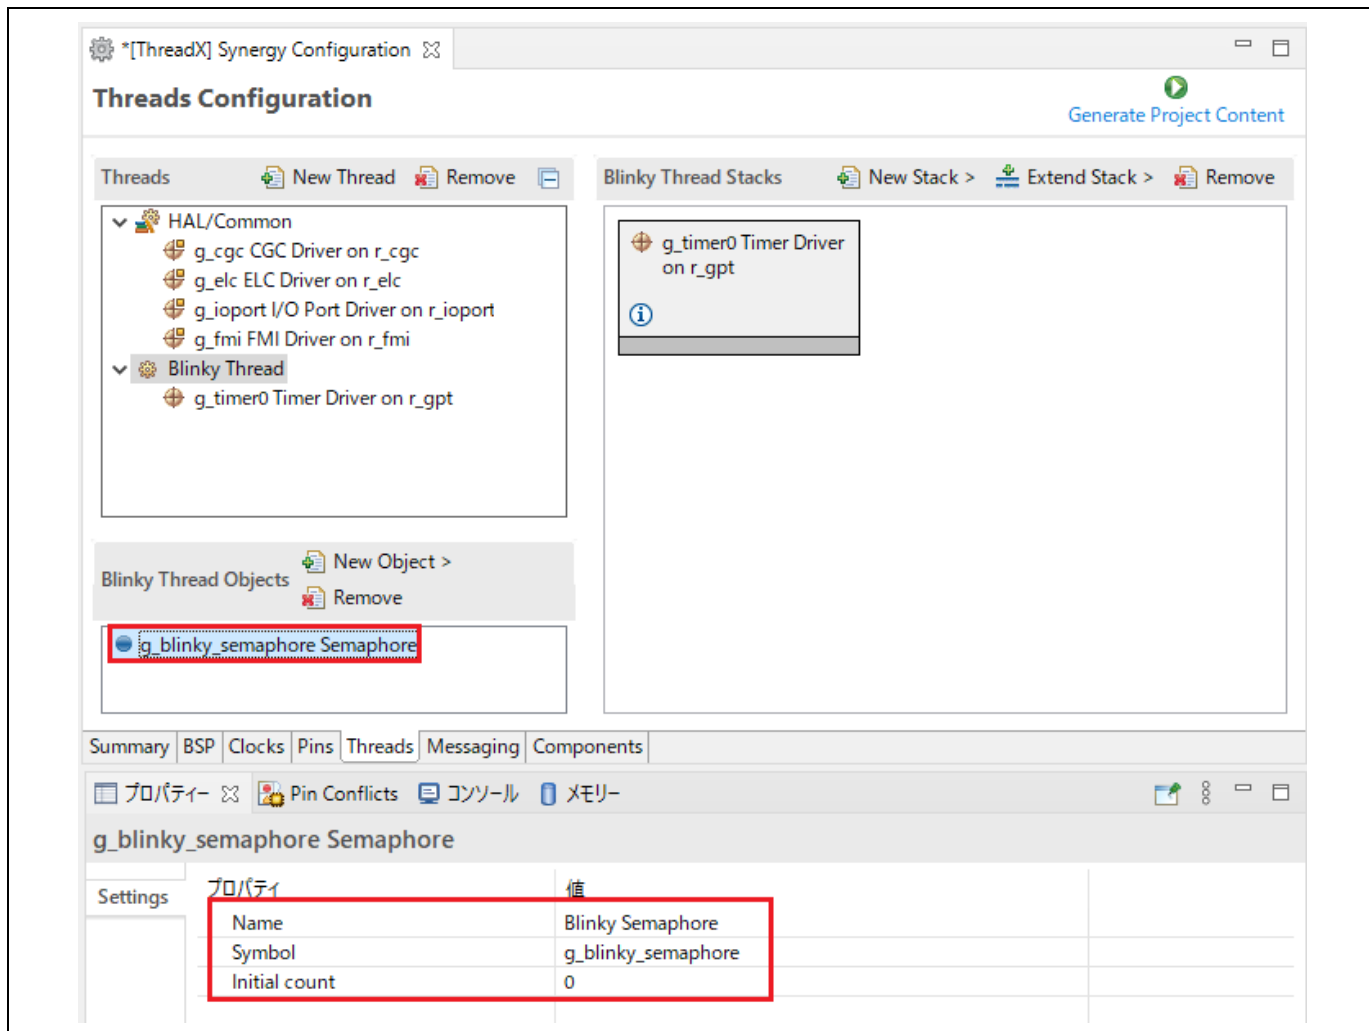 *[ThreadX] Synergy Configuration
Threads Configuration
Generate Project Content
Threads New Thread Remove
HAL/Common
g_cgc CGC Driver on r_cgc
g_elc ELC Driver on r_elc
g_ioport I/O Port Driver on r_ioport
g_fmi FMI Driver on r_fmi
Blinky Thread
g_timer0 Timer Driver on r_gpt
Blinky Thread Objects
New Object >
Remove
g_blinky_semaphore Semaphore
Blinky Thread Stacks New Stack > Extend Stack > Remove
g_timer0 Timer Driver
on r_gpt
Summary BSP Clocks Pins Threads Messaging Components
プロパティー Pin Conflicts コンソール メモリー
g_blinky_semaphore Semaphore
Settings
プロパティ 値
Name Blinky Semaphore
Symbol g_blinky_semaphore
Initial count 0